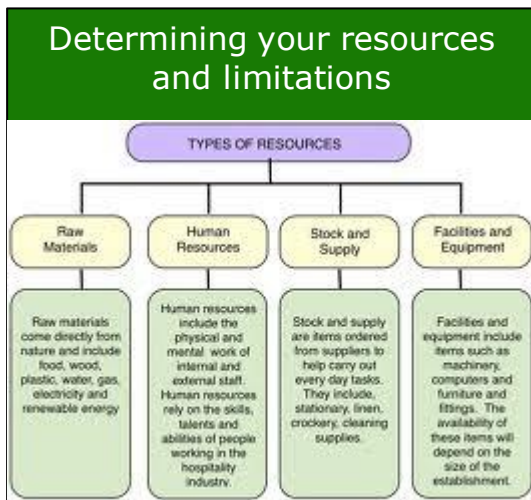 Determining your resources
and limitations
TYPES OF RESOURCES
Raw
Materials
Human
Resources
Stock and
Supply
Facilities and
Equipment
Raw materials
come directly from
nature and include
food, wood,
plastic, water, gas,
electricity and
renewable energy
Human resources
include the
physical and
mental work of
internal and
external staff.
Human resources
rely on the skills,
talents and
abilities of people
working in the
hospitality
industry.
Stock and supply
are items ordered
from suppliers to
help carry out
every day tasks.
They include,
stationary, linen,
crockery, cleaning
supplies.
Facilities and
equipment include
items such as
machinery,
computers and
furniture and
fittings. The
availability of
these items will
depend on the
size of the
establishment.